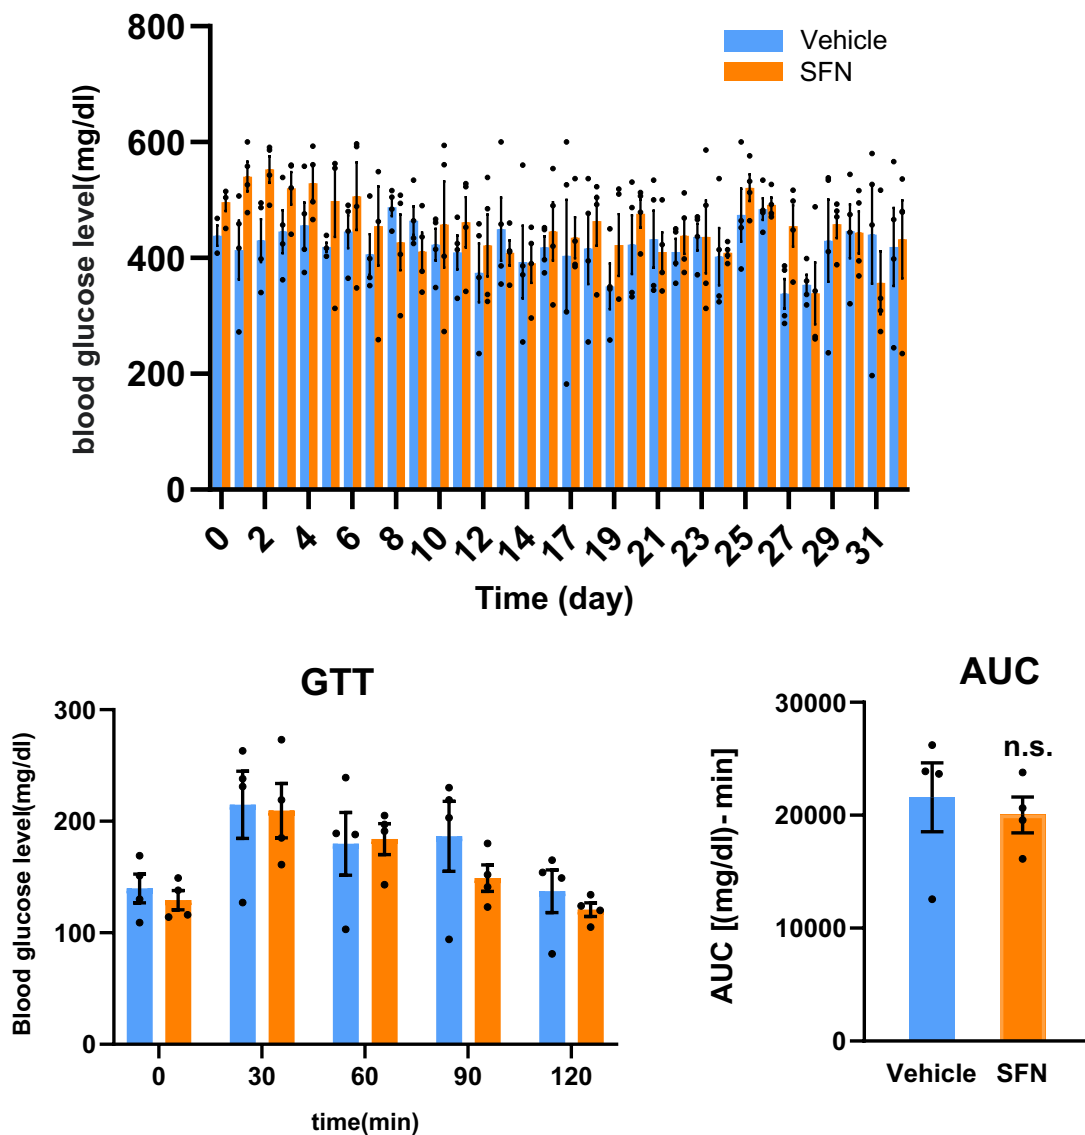 800
600
400
200
0
blood glucose level(mg/dl)
Vehicle
SFN
0 2 4 6 8 10 12 14 17 19 21 23 25 27 29 31
Time (day)
GTT
300
200
100
0
Blood glucose level(mg/dl)
0 30 60 90 120
time(min)
AUC
30000
20000
10000
0
AUC [(mg/dl)- min]
n.s.
Vehicle SFN